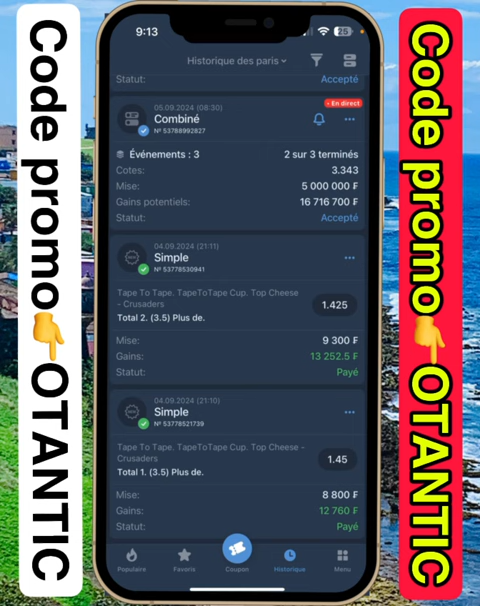 Code promo👉OTANTIC
9:13
25
Historique des paris
Statut: Accepté
05.09.2024 (08:30)
En direct
Combiné
Nº 53788992827
Événements : 3 2 sur 3 terminés
Cotes: 3.343
Mise: 5 000 000 ₣
Gains potentiels: 16 716 700 ₣
Statut: Accepté
04.09.2024 (21:11)
Simple
Nº 53778530941
Tape To Tape. TapeToTape Cup. Top Cheese
- Crusaders
1.425
Total 2. (3.5) Plus de.
Mise: 9 300 ₣
Gains: 13 252.5 ₣
Statut: Payé
04.09.2024 (21:10)
Simple
Nº 53778521739
Tape To Tape. TapeToTape Cup. Top Cheese -
Crusaders
1.45
Total 1. (3.5) Plus de.
Mise: 8 800 ₣
Gains: 12 760 ₣
Statut: Payé
Populaire Favoris Coupon Historique Menu
Code promo👉OTANTIC